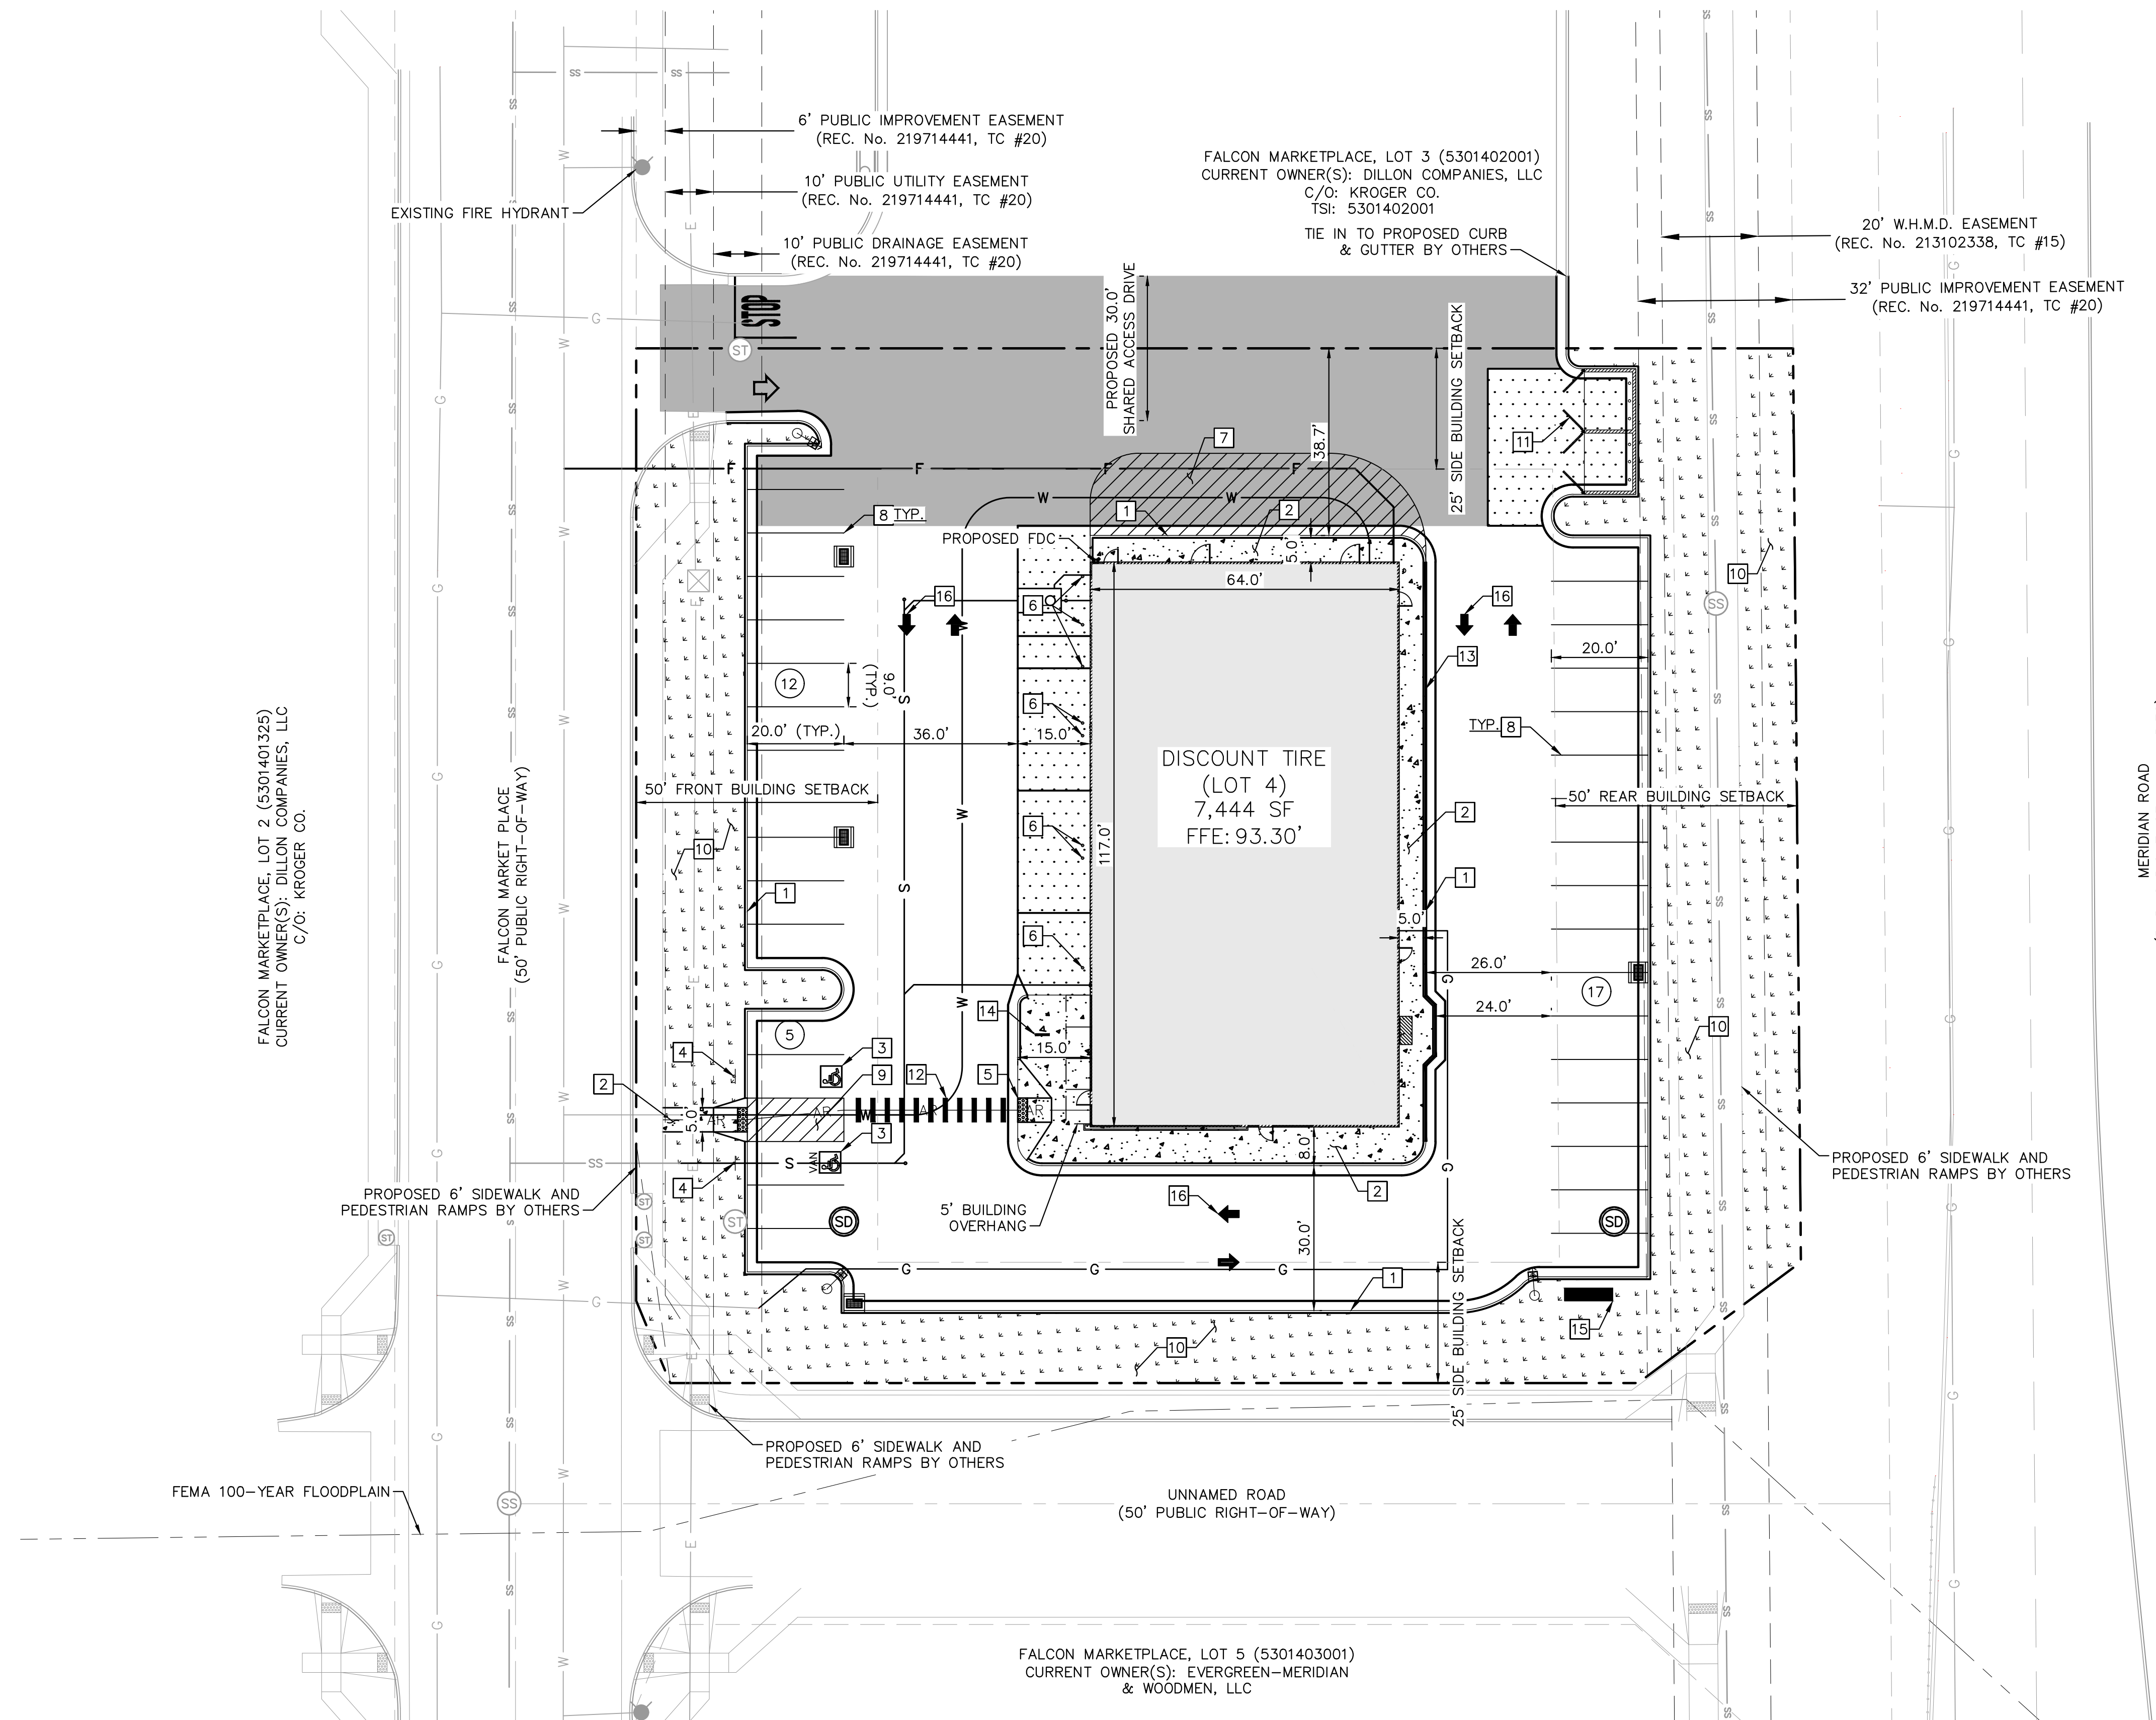 6' PUBLIC IMPROVEMENT EASEMENT
(REC. No. 219714441, TC #20)
10' PUBLIC UTILITY EASEMENT
(REC. No. 219714441, TC #20)
EXISTING FIRE HYDRANT
10' PUBLIC DRAINAGE EASEMENT
(REC. No. 219714441, TC #20)
FALCON MARKETPLACE, LOT 3 (5301402001)
CURRENT OWNER(S): DILLON COMPANIES, LLC
C/O: KROGER CO.
TSI: 5301402001
TIE IN TO PROPOSED CURB
& GUTTER BY OTHERS
20' W.H.M.D. EASEMENT
(REC. No. 213102338, TC #15)
32' PUBLIC IMPROVEMENT EASEMENT
(REC. No. 219714441, TC #20)
STOP
ST
PROPOSED 30.0'
SHARED ACCESS DRIVE
38.7'
25' SIDE BUILDING SETBACK
11
7
F F F F
W W
8 TYP.
1
2
PROPOSED FDC
5.0'
64.0'
10
SS
16
16
6
13
20.0'
12
9.0'
(TYP.)
6
S
20.0' (TYP.)
36.0'
15.0'
TYP. 8
DISCOUNT TIRE
(LOT 4)
7,444 SF
FFE: 93.30'
117.0'
50' FRONT BUILDING SETBACK
50' REAR BUILDING SETBACK
2
6
10
W
S
1
1
5.0'
6
26.0'
G
17
W
24.0'
14
10
5
15.0'
4
3
9
12
5
2
5.0'
AR
AR
AR
AR
W
3
VAN
S
SS
4
8.0'
G
2
PROPOSED 6' SIDEWALK AND
PEDESTRIAN RAMPS BY OTHERS
PROPOSED 6' SIDEWALK AND
PEDESTRIAN RAMPS BY OTHERS
ST
ST
ST
ST
SD
SD
16
5' BUILDING
OVERHANG
30.0'
25' SIDE BUILDING SETBACK
G G G
1
15
10
PROPOSED 6' SIDEWALK AND
PEDESTRIAN RAMPS BY OTHERS
FEMA 100-YEAR FLOODPLAIN
SS
UNNAMED ROAD
(50' PUBLIC RIGHT-OF-WAY)
FALCON MARKETPLACE, LOT 5 (5301403001)
CURRENT OWNER(S): EVERGREEN-MERIDIAN
& WOODMEN, LLC
FALCON MARKETPLACE, LOT 2 (5301401325)
CURRENT OWNER(S): DILLON COMPANIES, LLC
C/O: KROGER CO.
FALCON MARKET PLACE
(50' PUBLIC RIGHT-OF-WAY)
MERIDIAN ROAD